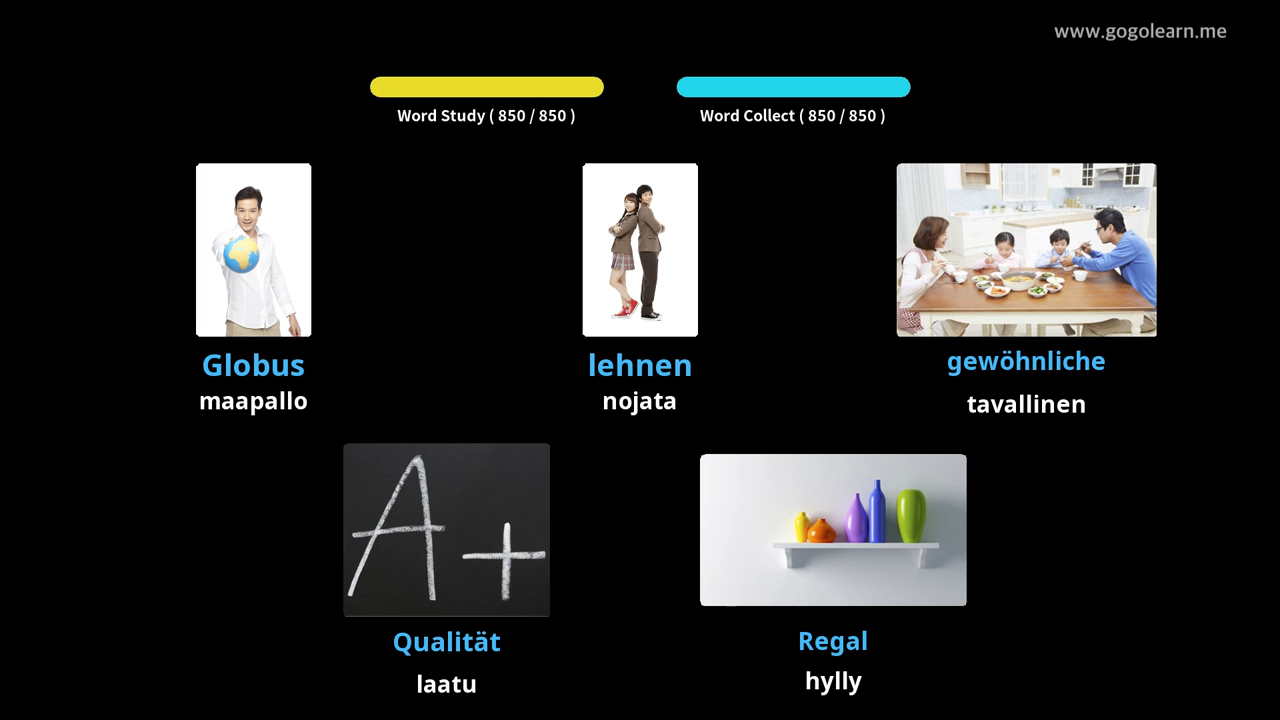 www.gogolearn.me
Word Study ( 850 / 850 )
Word Collect ( 850 / 850 )
Globus
maapallo
lehnen
nojata
gewöhnliche
tavallinen
A+
Qualität
laatu
Regal
hylly